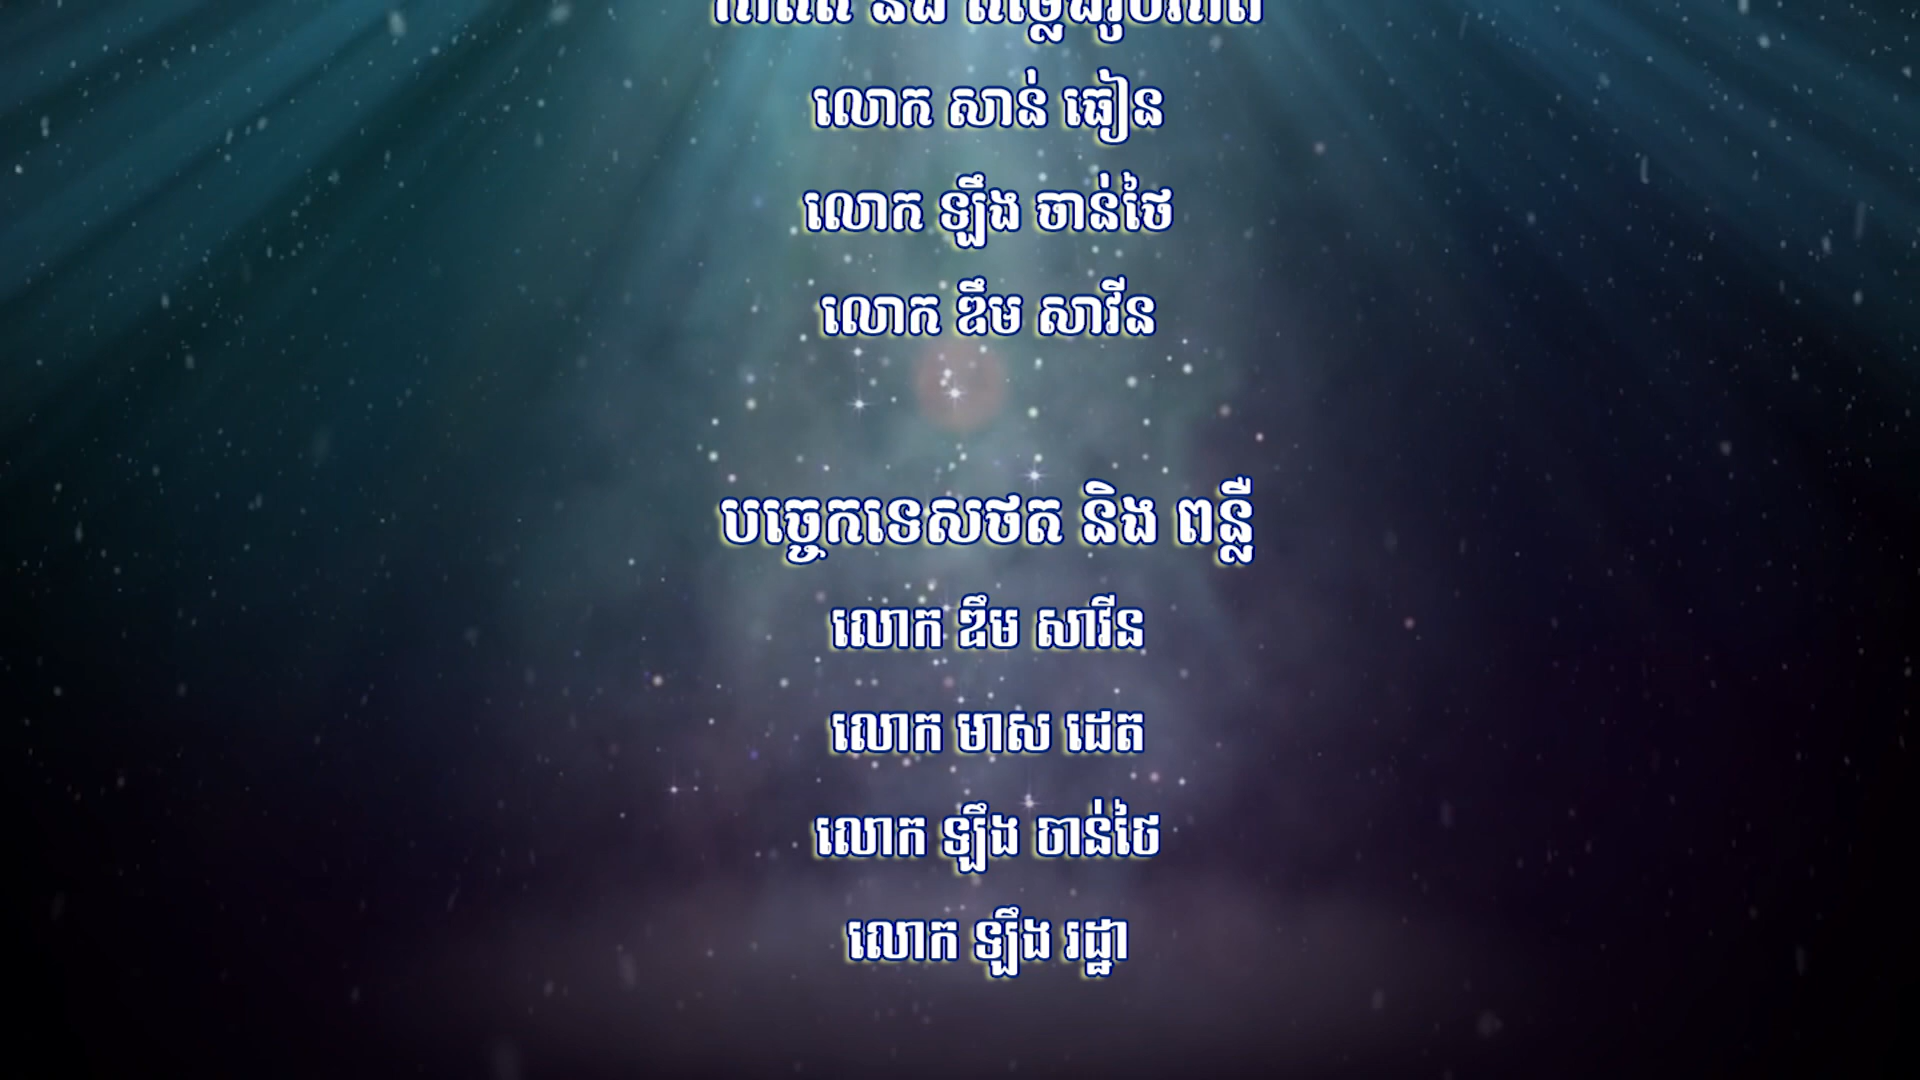 និង
លោក សាន់ ធឿន
លោក ឡឹង ចាន់ថៃ
លោក ឌឹម សាវីន
បច្ចេកទេសថត និង ពន្លឺ
លោក ឌឹម សាវីន
លោក មាស ដេត
លោក ឡឹង ចាន់ថៃ
លោក ឡឹង រដ្ឋា